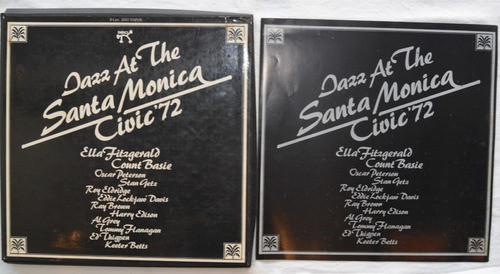 PABLO
Jazz At The
Santa Monica
Civic '72
Ella Fitzgerald
Count Basie
Oscar Peterson
Stan Getz
Roy Eldridge
Eddie Lockjaw Davis
Ray Brown
Harry Edison
Al Grey
Tommy Flanagan
Ed Thigpen
Keeter Betts
Jazz At The
Santa Monica
Civic '72
Ella Fitzgerald
Count Basie
Oscar Peterson
Stan Getz
Roy Eldridge
Eddie Lockjaw Davis
Ray Brown
Harry Edison
Al Grey
Tommy Flanagan
Ed Thigpen
Keeter Betts